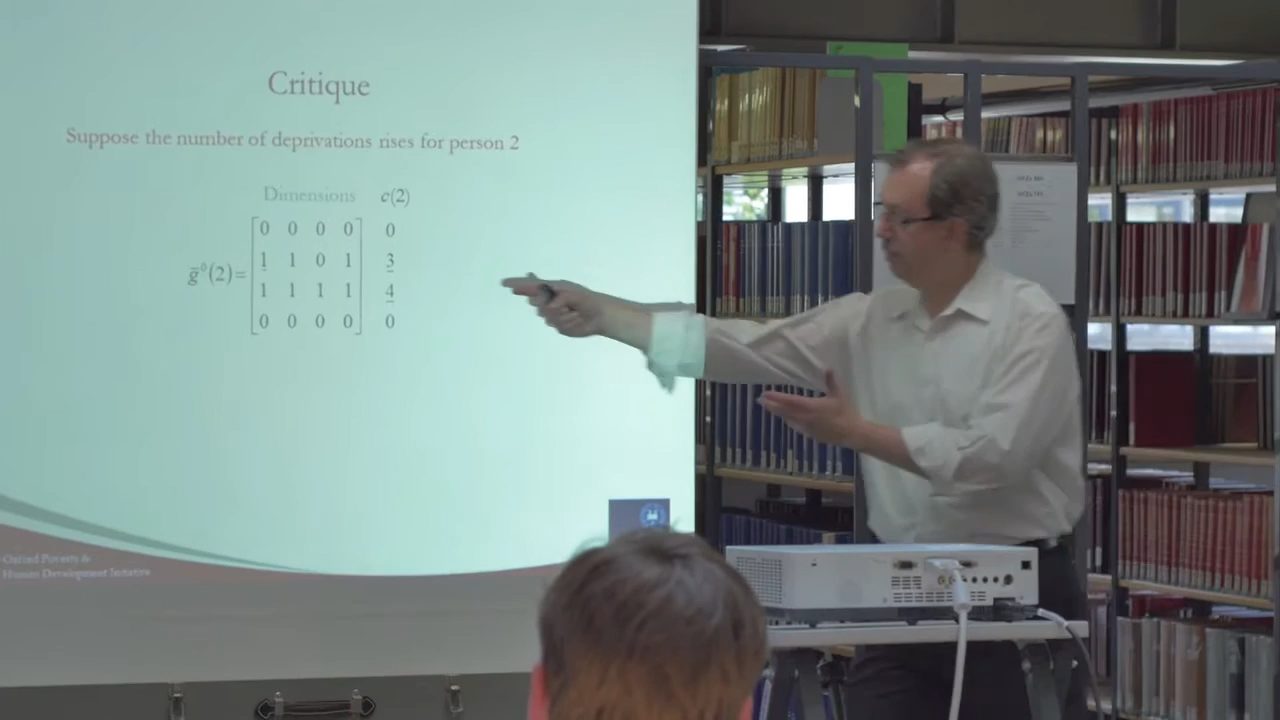 Critique
Suppose the number of deprivations rises for person 2
Dimensions c(2)
0 0 0 0 0
1 1 0 1 3
ḡ⁰(2)=
1 1 1 1 4
0 0 0 0 0
Oxford Poverty &
Human Development Initiative